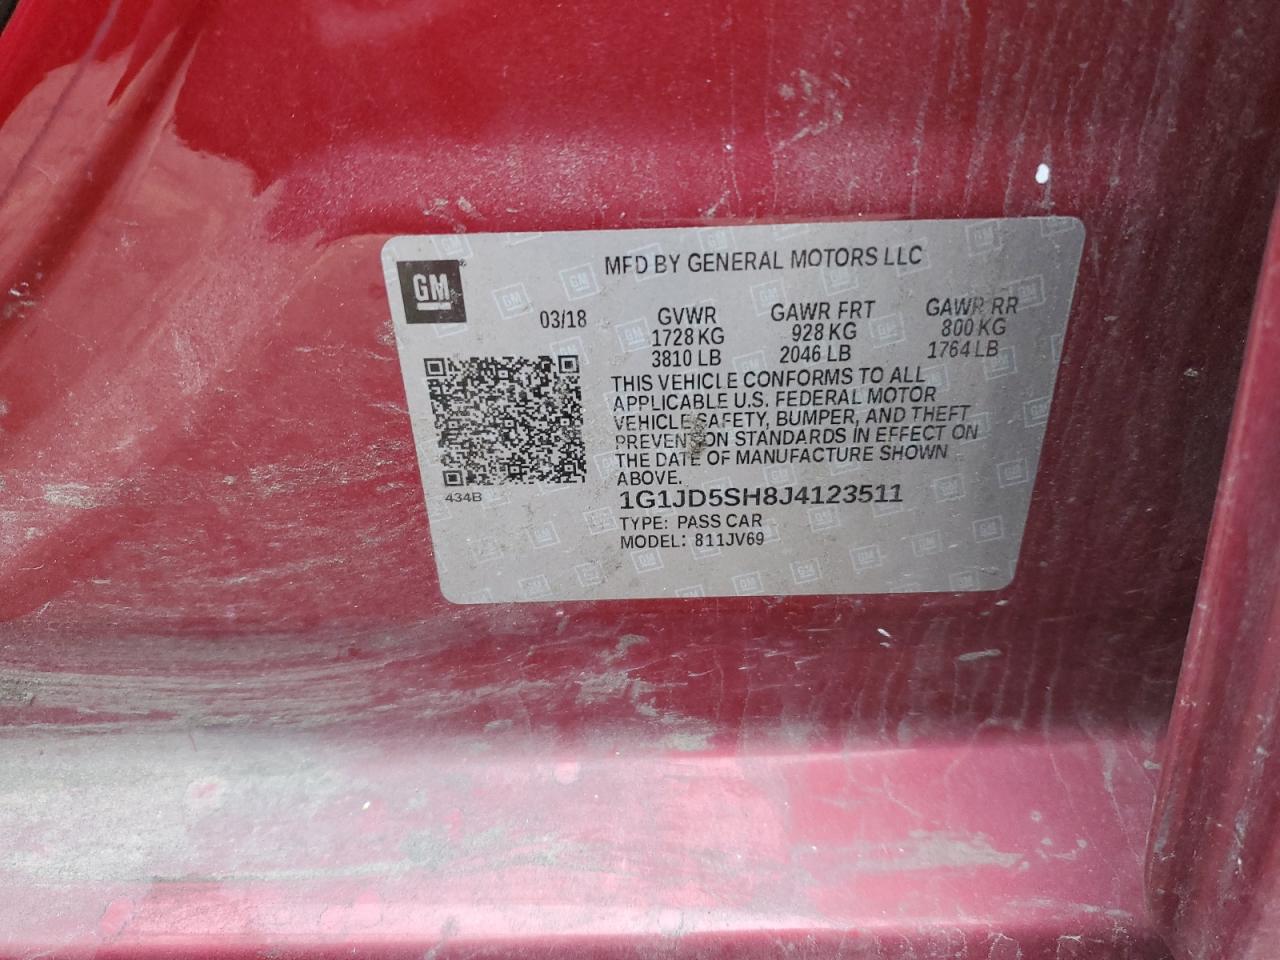 MFD BY GENERAL MOTORS LLC
GM
03/18
GVWR GAWR FRT GAWR RR
1728 KG 928 KG 800 KG
3810 LB 2046 LB 1764 LB
THIS VEHICLE CONFORMS TO ALL
APPLICABLE U.S. FEDERAL MOTOR
VEHICLE SAFETY, BUMPER, AND THEFT
PREVENTION STANDARDS IN EFFECT ON
THE DATE OF MANUFACTURE SHOWN
ABOVE.
434B
1G1JD5SH8J4123511
TYPE: PASS CAR
MODEL: 811JV69